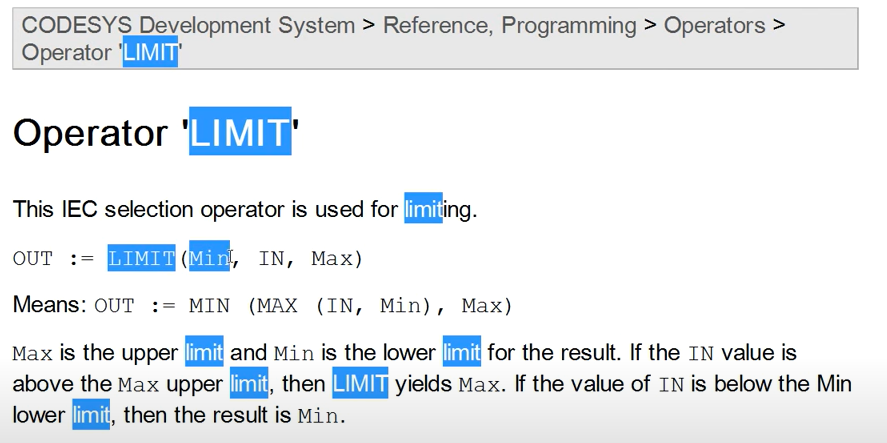 CODESYS Development System > Reference, Programming > Operators >
Operator 'LIMIT'
Operator 'LIMIT'
This IEC selection operator is used for limiting.
OUT := LIMIT(Min, IN, Max)
Means: OUT := MIN (MAX (IN, Min), Max)
Max is the upper limit and Min is the lower limit for the result. If the IN value is
above the Max upper limit, then LIMIT yields Max. If the value of IN is below the Min
lower limit, then the result is Min.